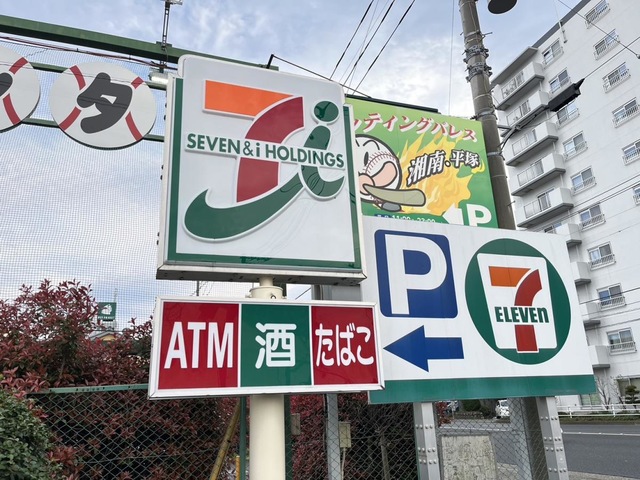 タ
SEVEN & i HOLDINGS
ッティングパレス
湘南、平塚
P
P
7
ELEVEN
ATM 酒 たばこ